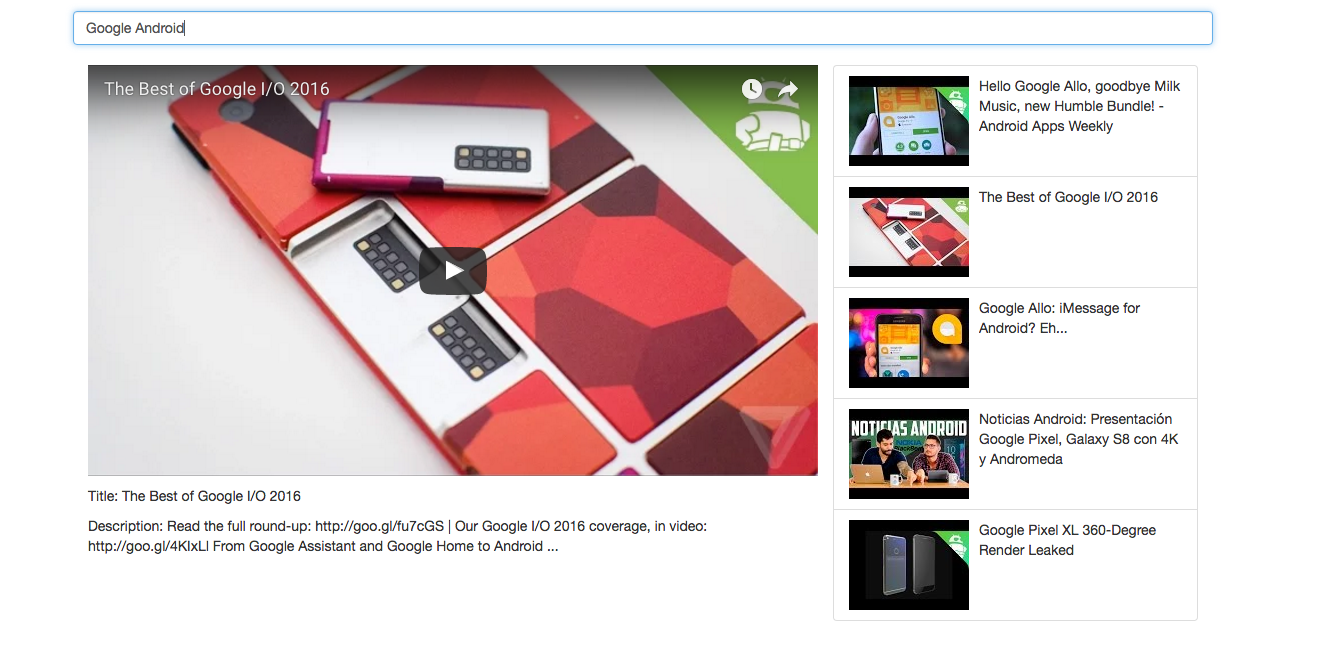 Google Android
The Best of Google I/O 2016
Title: The Best of Google I/O 2016
Description: Read the full round-up: http://goo.gl/fu7cGS | Our Google I/O 2016 coverage, in video:
http://goo.gl/4KIxLl From Google Assistant and Google Home to Android ...
Hello Google Allo, goodbye Milk
Music, new Humble Bundle! -
Android Apps Weekly
Google Allo
The Best of Google I/O 2016
Google Allo: iMessage for
Android? Eh...
NOTICIAS ANDROID
Noticias Android: Presentación
Google Pixel, Galaxy S8 con 4K
y Andromeda
Google Pixel XL 360-Degree
Render Leaked